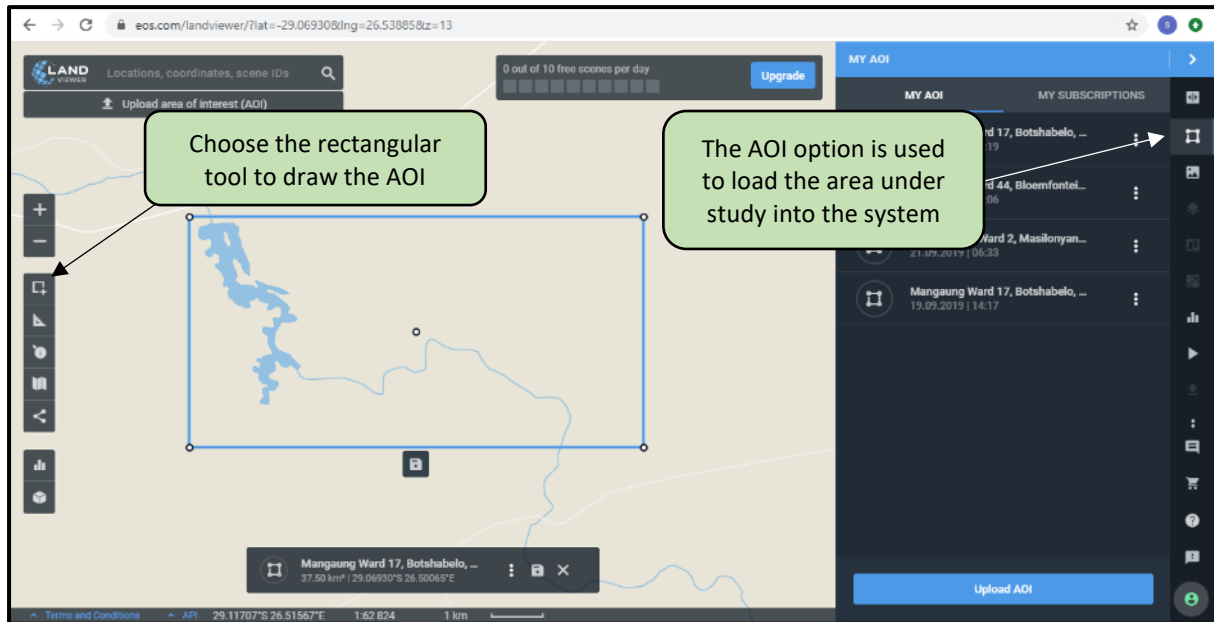 eos.com/landviewer/?lat=-29.06930&lng=26.53885&z=13
LAND
VIEWER
Locations, coordinates, scene IDs
0 out of 10 free scenes per day
Upgrade
Upload area of interest (AOI)
MY AOI
MY AOI
MY SUBSCRIPTIONS
Choose the rectangular
tool to draw the AOI
The AOI option is used
to load the area under
study into the system
17, Botshabelo, ...
:19
44, Bloemfontei...
:06
Ward 2, Masilonyan...
21.09.2019 | 06:33
Mangaung Ward 17, Botshabelo, ...
19.09.2019 | 14:17
Mangaung Ward 17, Botshabelo, ...
37.50 km² | 29.06930°S 26.50065°E
Upload AOI
Terms and Conditions
API
29.11707°S 26.51567°E
1:62 824
1 km